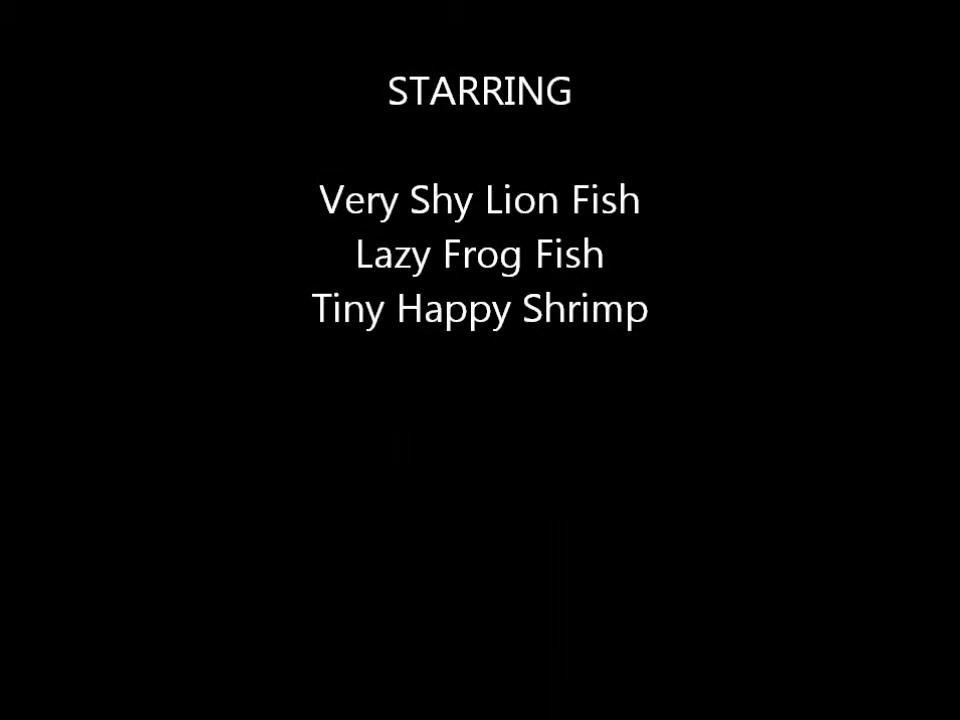 STARRING
Very Shy Lion Fish
Lazy Frog Fish
Tiny Happy Shrimp